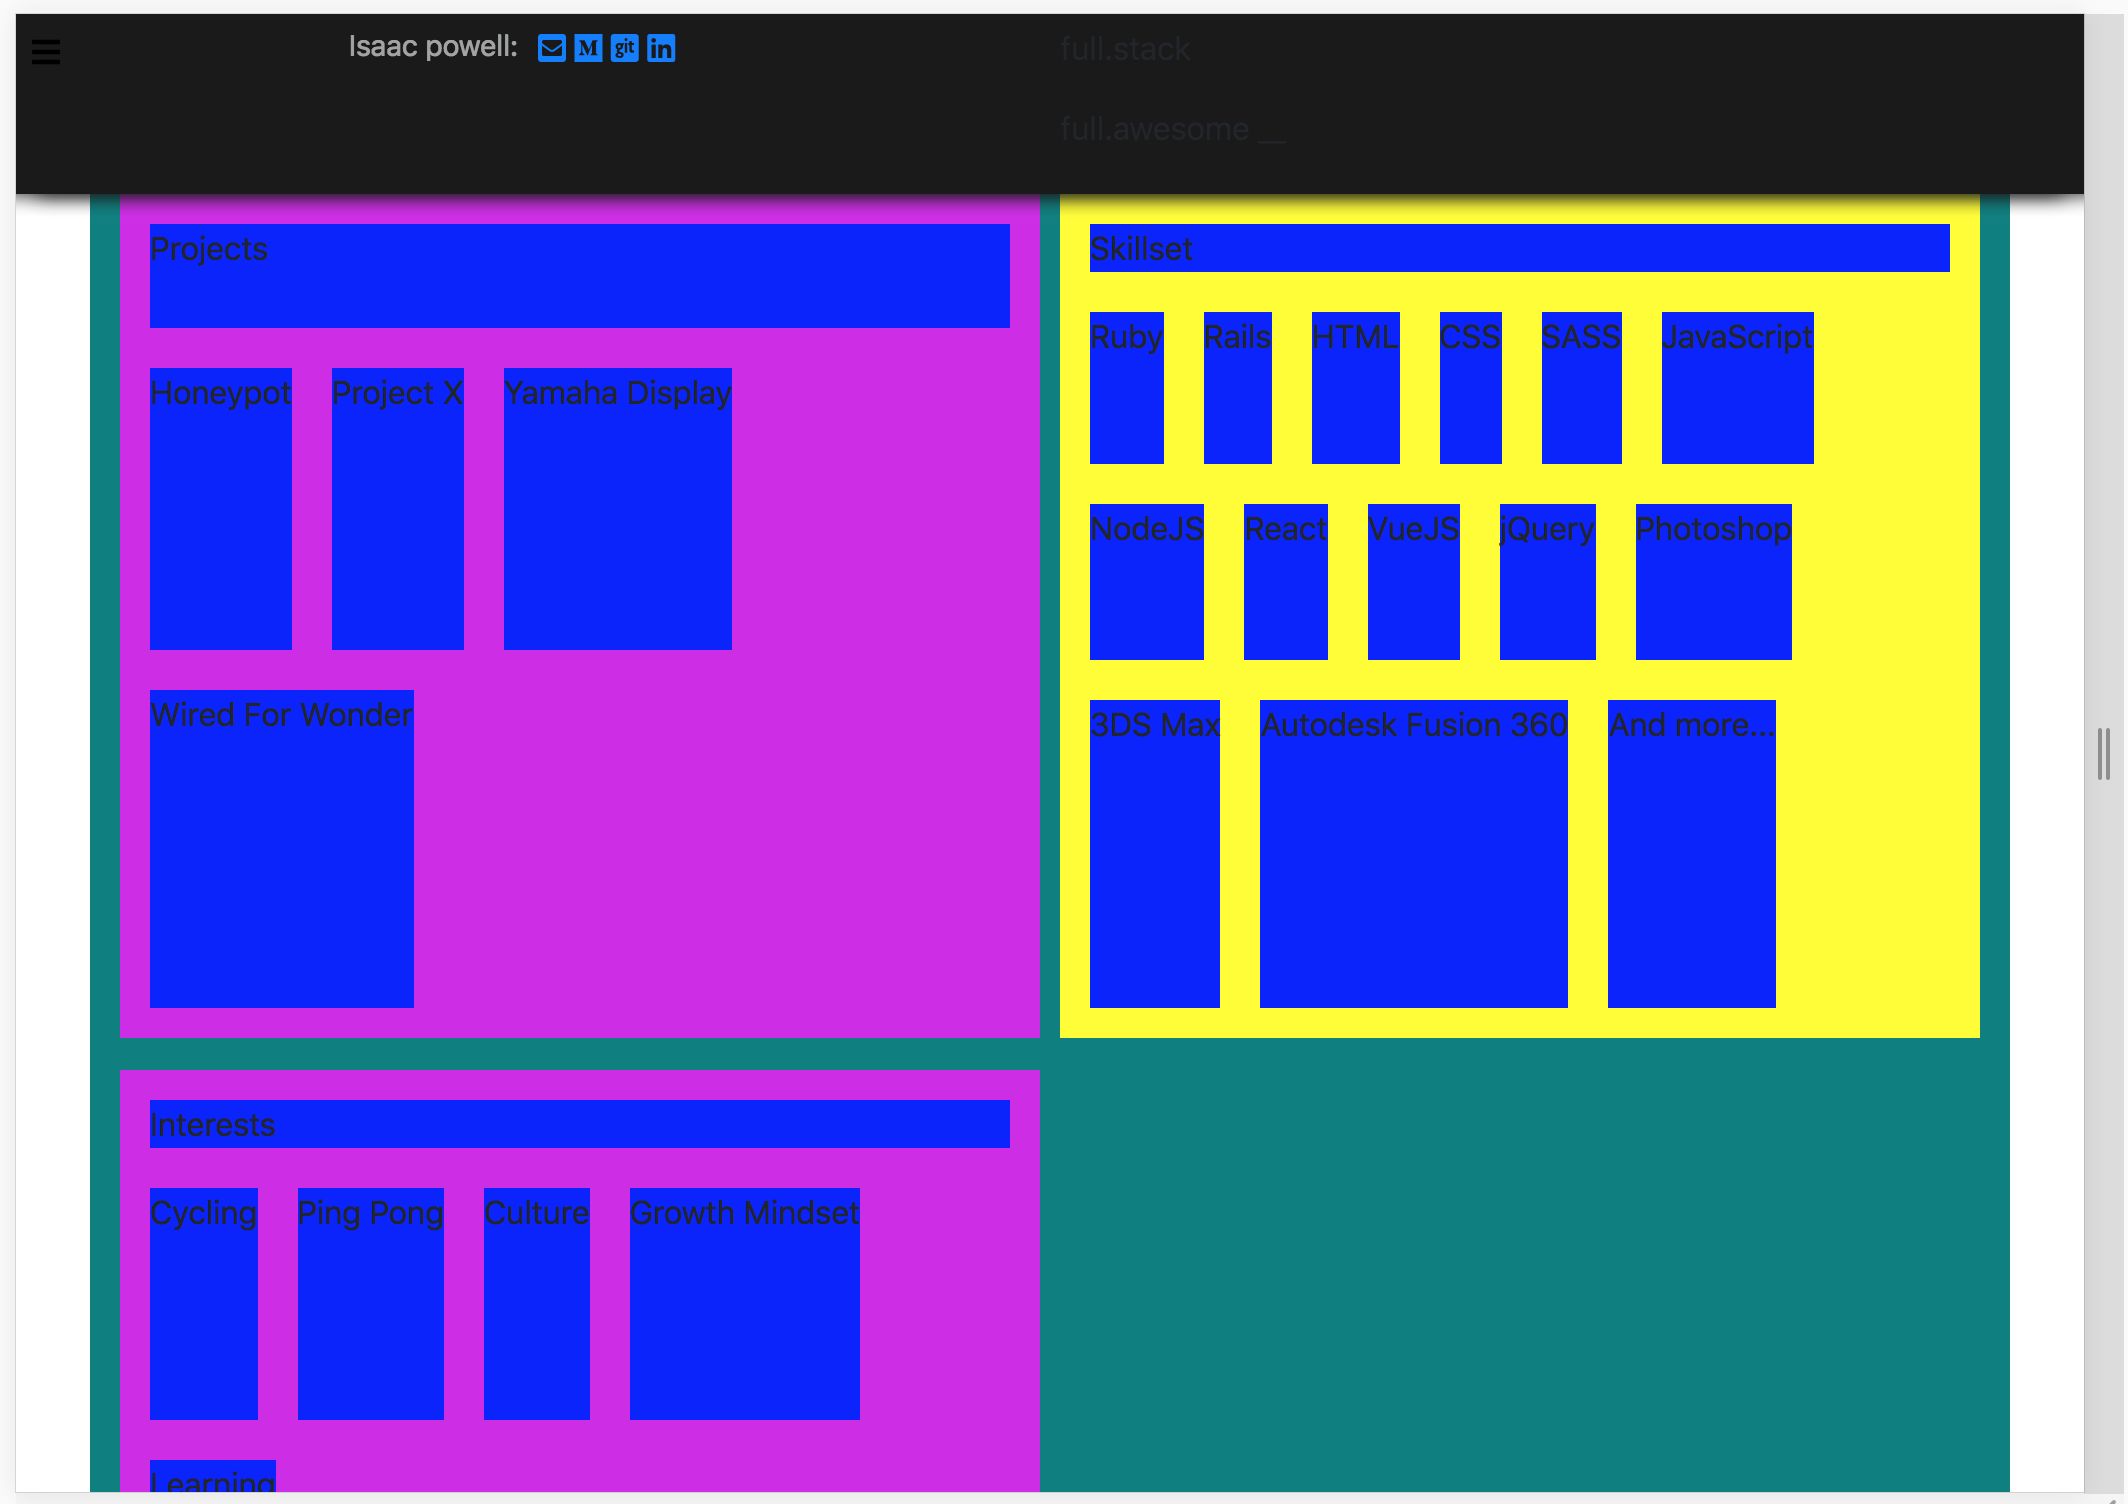 Isaac powell: M git in
full.stack
full.awesome __
Projects
Honeypot Project X Yamaha Display
Wired For Wonder
Skillset
Ruby Rails HTML CSS SASS JavaScript
NodeJS React VueJS jQuery Photoshop
3DS Max Autodesk Fusion 360 And more...
Interests
Cycling Ping Pong Culture Growth Mindset
Learning